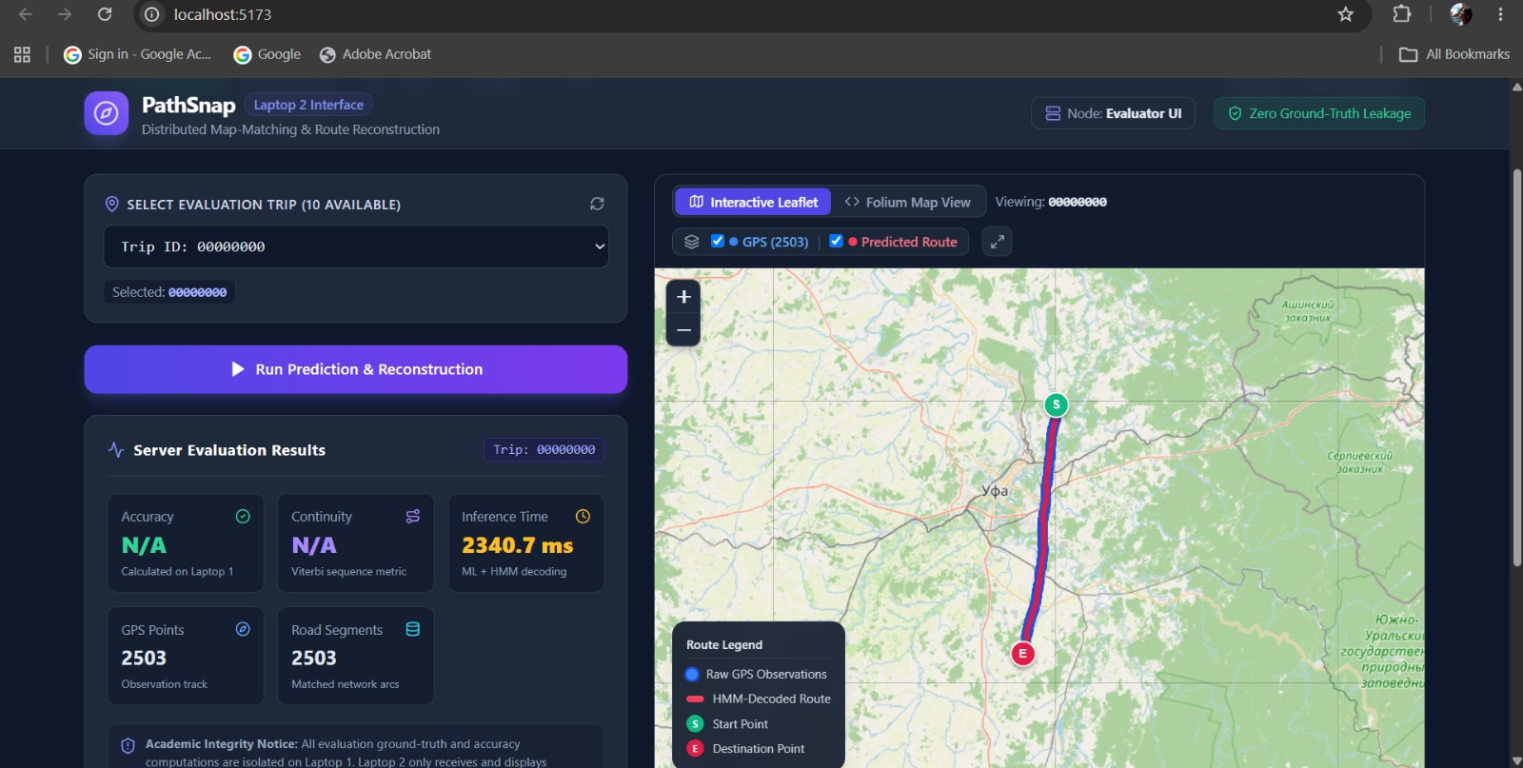 localhost:5173
Sign in - Google Ac...
Google
Adobe Acrobat
All Bookmarks
PathSnap
Laptop 2 Interface
Distributed Map-Matching & Route Reconstruction
Node: Evaluator UI
Zero Ground-Truth Leakage
SELECT EVALUATION TRIP (10 AVAILABLE)
Trip ID: 00000000
Selected: 00000000
Run Prediction & Reconstruction
Server Evaluation Results
Trip: 00000000
Accuracy
N/A
Calculated on Laptop 1
Continuity
N/A
Viterbi sequence metric
Inference Time
2340.7 ms
ML + HMM decoding
GPS Points
2503
Observation track
Road Segments
2503
Matched network arcs
Academic Integrity Notice: All evaluation ground-truth and accuracy
computations are isolated on Laptop 1. Laptop 2 only receives and displays
Interactive Leaflet
<> Folium Map View
Viewing: 00000000
GPS (2503)
Predicted Route
+
−
Ашинский
заказник
S
Серпиевский
заказник
Уфа
E
Южно-
Уральски
государствен
природны
заповедни
Route Legend
Raw GPS Observations
HMM-Decoded Route
S Start Point
E Destination Point